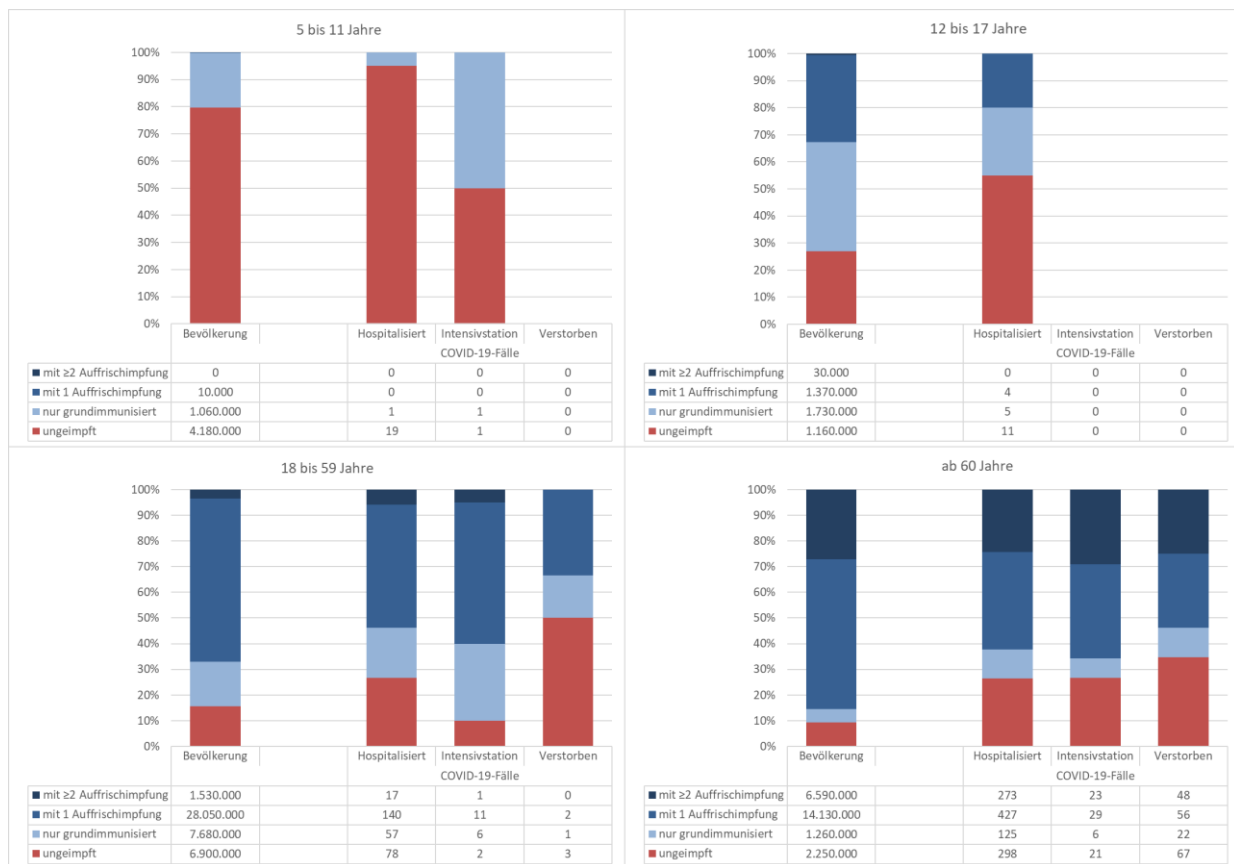 5 bis 11 Jahre
100%
90%
80%
70%
60%
50%
40%
30%
20%
10%
0%
Bevölkerung Hospitalisiert Intensivstation Verstorben
COVID-19-Fälle
mit ≥2 Auffrischimpfung 0 0 0 0
mit 1 Auffrischimpfung 10.000 0 0 0
nur grundimmunisiert 1.060.000 1 1 0
ungeimpft 4.180.000 19 1 0
12 bis 17 Jahre
100%
90%
80%
70%
60%
50%
40%
30%
20%
10%
0%
Bevölkerung Hospitalisiert Intensivstation Verstorben
COVID-19-Fälle
mit ≥2 Auffrischimpfung 30.000 0 0 0
mit 1 Auffrischimpfung 1.370.000 4 0 0
nur grundimmunisiert 1.730.000 5 0 0
ungeimpft 1.160.000 11 0 0
18 bis 59 Jahre
100%
90%
80%
70%
60%
50%
40%
30%
20%
10%
0%
Bevölkerung Hospitalisiert Intensivstation Verstorben
COVID-19-Fälle
mit ≥2 Auffrischimpfung 1.530.000 17 1 0
mit 1 Auffrischimpfung 28.050.000 140 11 2
nur grundimmunisiert 7.680.000 57 6 1
ungeimpft 6.900.000 78 2 3
ab 60 Jahre
100%
90%
80%
70%
60%
50%
40%
30%
20%
10%
0%
Bevölkerung Hospitalisiert Intensivstation Verstorben
COVID-19-Fälle
mit ≥2 Auffrischimpfung 6.590.000 273 23 48
mit 1 Auffrischimpfung 14.130.000 427 29 56
nur grundimmunisiert 1.260.000 125 6 22
ungeimpft 2.250.000 298 21 67